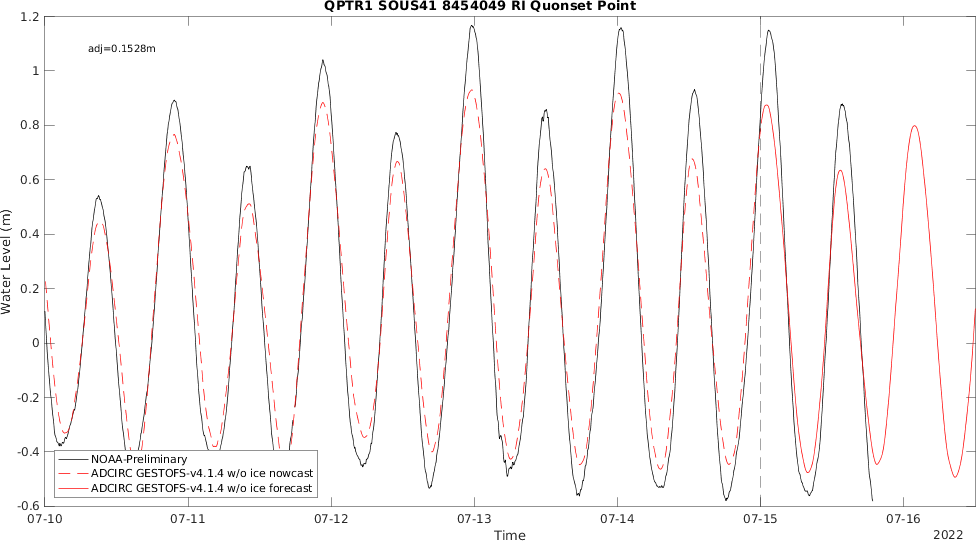 QPTR1 SOUS41 8454049 RI Quonset Point
adj=0.1528m
1.2
1
0.8
0.6
0.4
0.2
0
-0.2
-0.4
-0.6
Water Level (m)
NOAA-Preliminary
ADCIRC GESTOFS-v4.1.4 w/o ice nowcast
ADCIRC GESTOFS-v4.1.4 w/o ice forecast
07-10 07-11 07-12 07-13 07-14 07-15 07-16
Time
2022